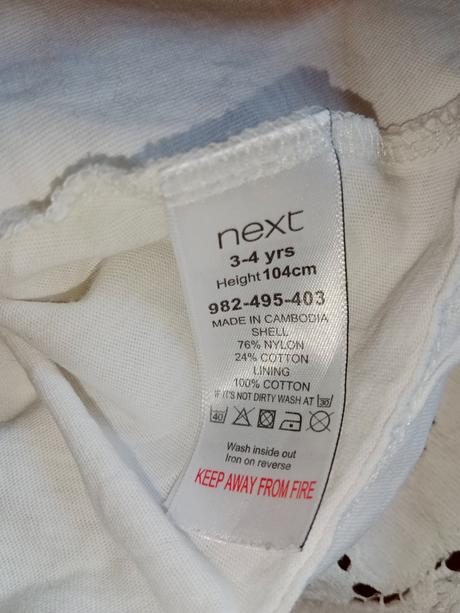 next
3-4 yrs
Height 104cm
982-495-403
MADE IN CAMBODIA
SHELL
76% NYLON
24% COTTON
LINING
100% COTTON
IF IT'S NOT DIRTY WASH AT 30
40
Wash inside out
Iron on reverse
KEEP AWAY FROM FIRE